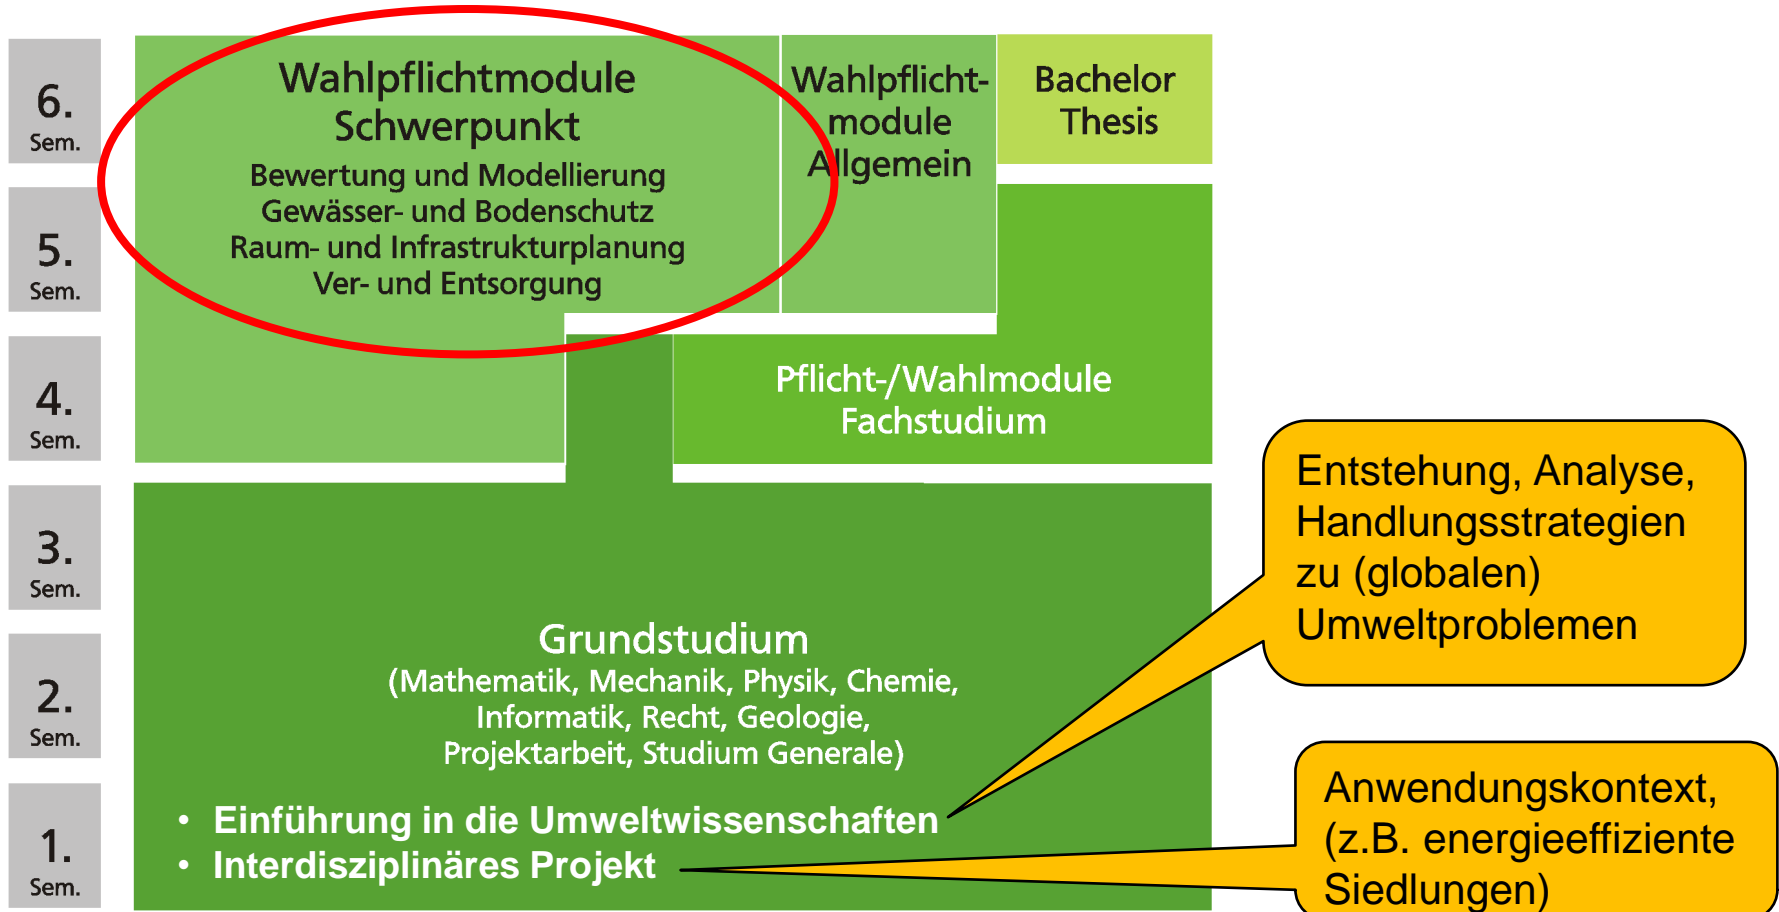 6.
Sem.
5.
Sem.
4.
Sem.
3.
Sem.
2.
Sem.
1.
Sem.
Wahlpflichtmodule
Schwerpunkt
Bewertung und Modellierung
Gewässer- und Bodenschutz
Raum- und Infrastrukturplanung
Ver- und Entsorgung
Wahlpflicht-
module
Allgemein
Bachelor
Thesis
Pflicht-/Wahlmodule
Fachstudium
Grundstudium
(Mathematik, Mechanik, Physik, Chemie,
Informatik, Recht, Geologie,
Projektarbeit, Studium Generale)
• Einführung in die Umweltwissenschaften
• Interdisziplinäres Projekt
Entstehung, Analyse,
Handlungsstrategien
zu (globalen)
Umweltproblemen
Anwendungskontext,
(z.B. energieeffiziente
Siedlungen)